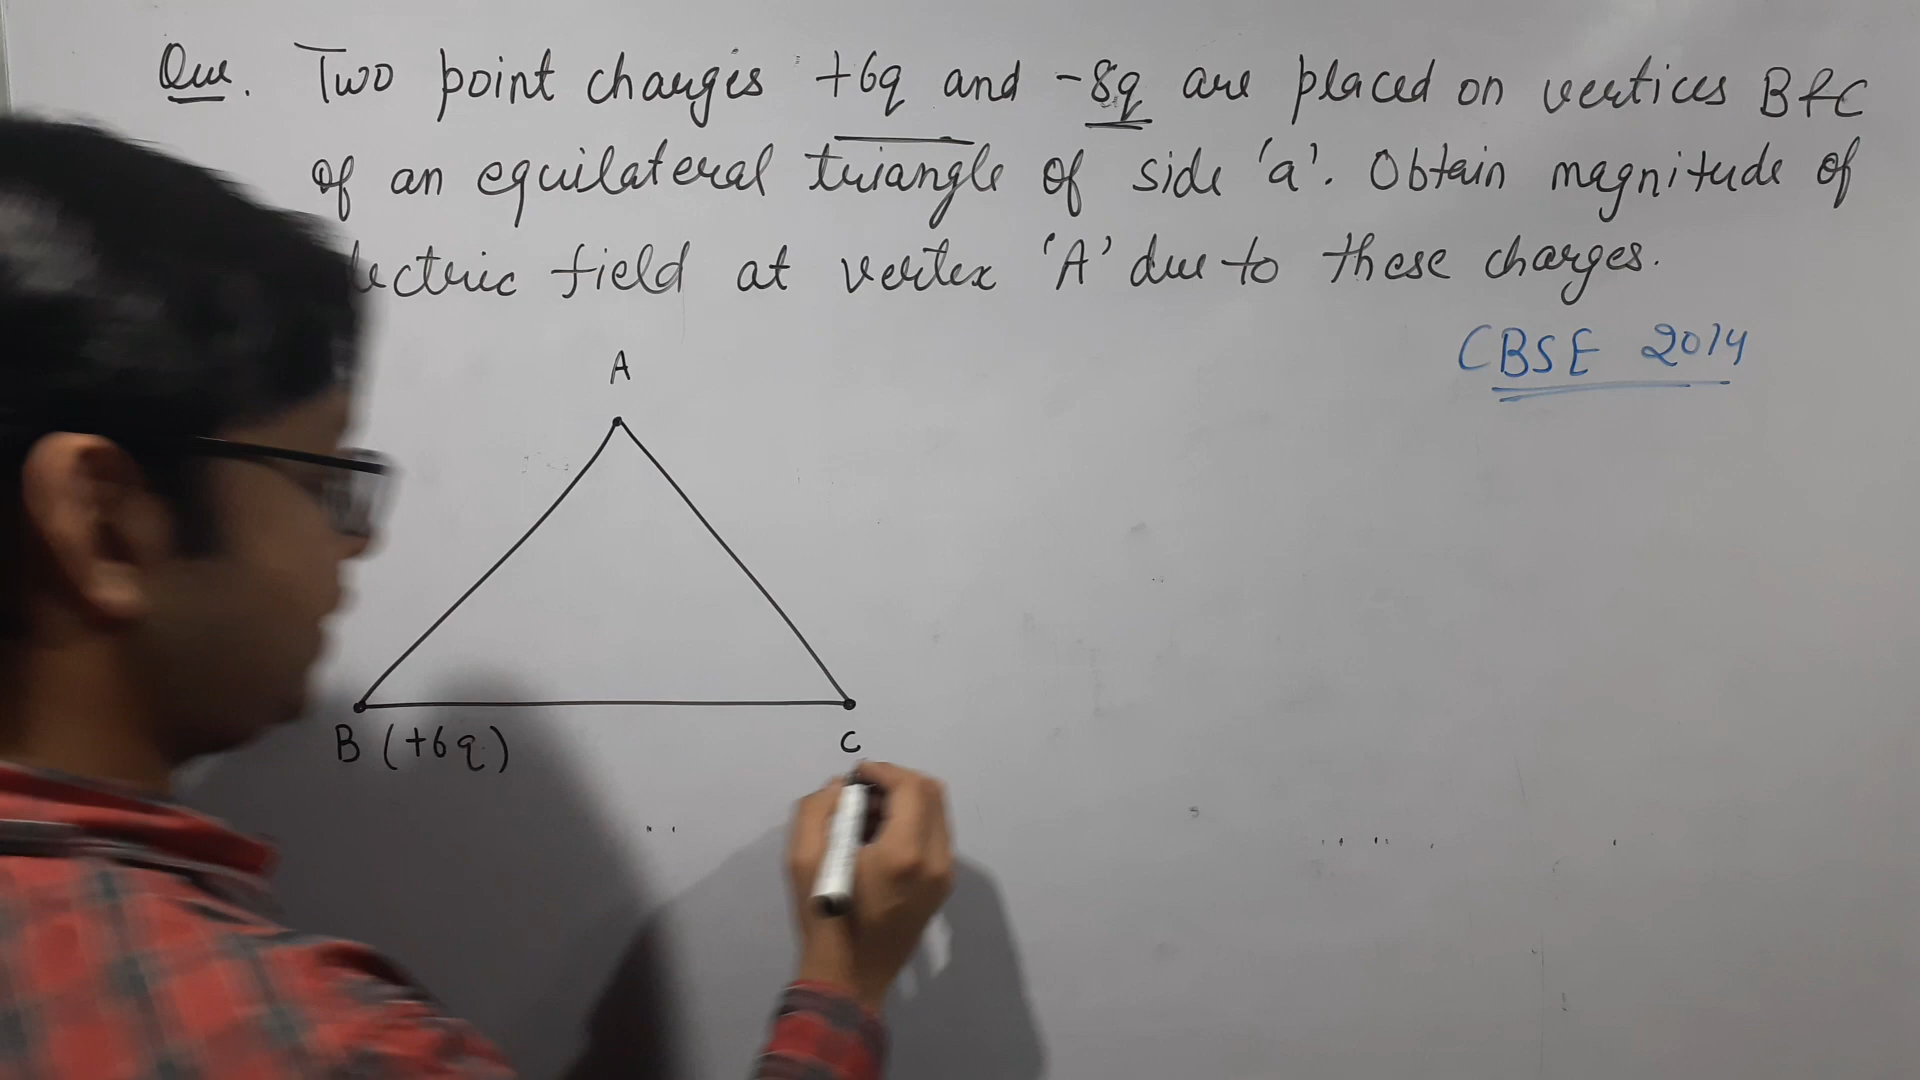 Que. Two point charges +6q and -8q are placed on vertices B & C
of an equilateral triangle of side 'a'. Obtain magnitude of
lectric field at vertex 'A' due to these charges.
CBSE 2014
A
B (+6q)
C